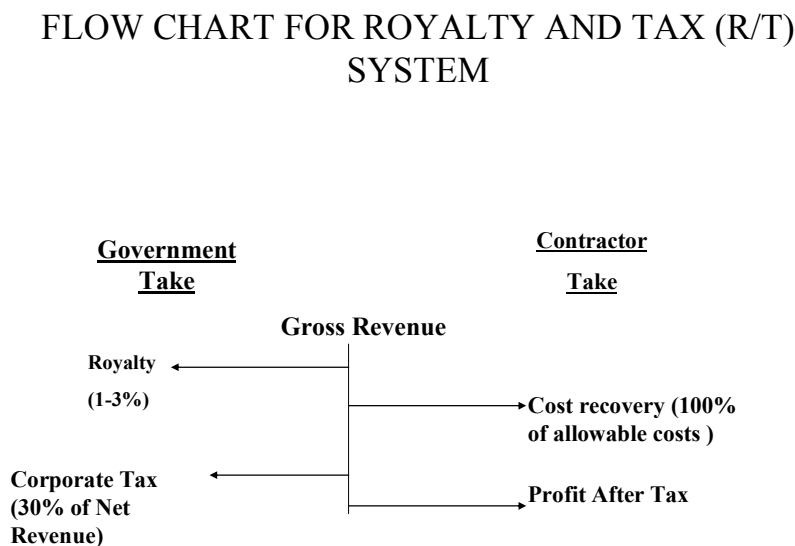 FLOW CHART FOR ROYALTY AND TAX (R/T)
SYSTEM
Government
Take
Contractor
Take
Gross Revenue
Royalty
(1-3%)
Cost recovery (100%
of allowable costs )
Corporate Tax
(30% of Net
Revenue)
Profit After Tax